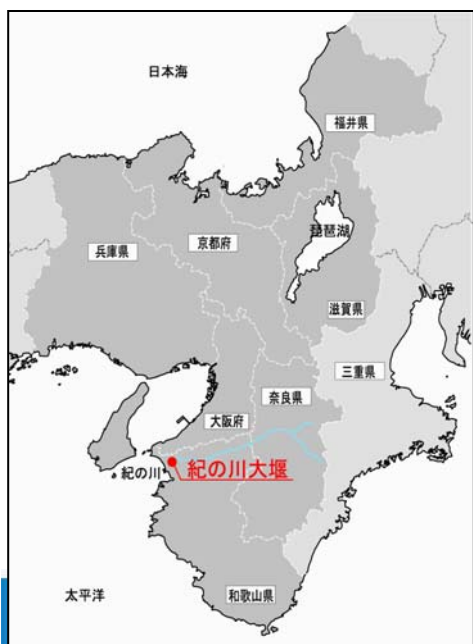 日本海
福井県
京都府
兵庫県
琵琶湖
滋賀県
三重県
奈良県
大阪府
紀の川
紀の川大堰
和歌山県
太平洋